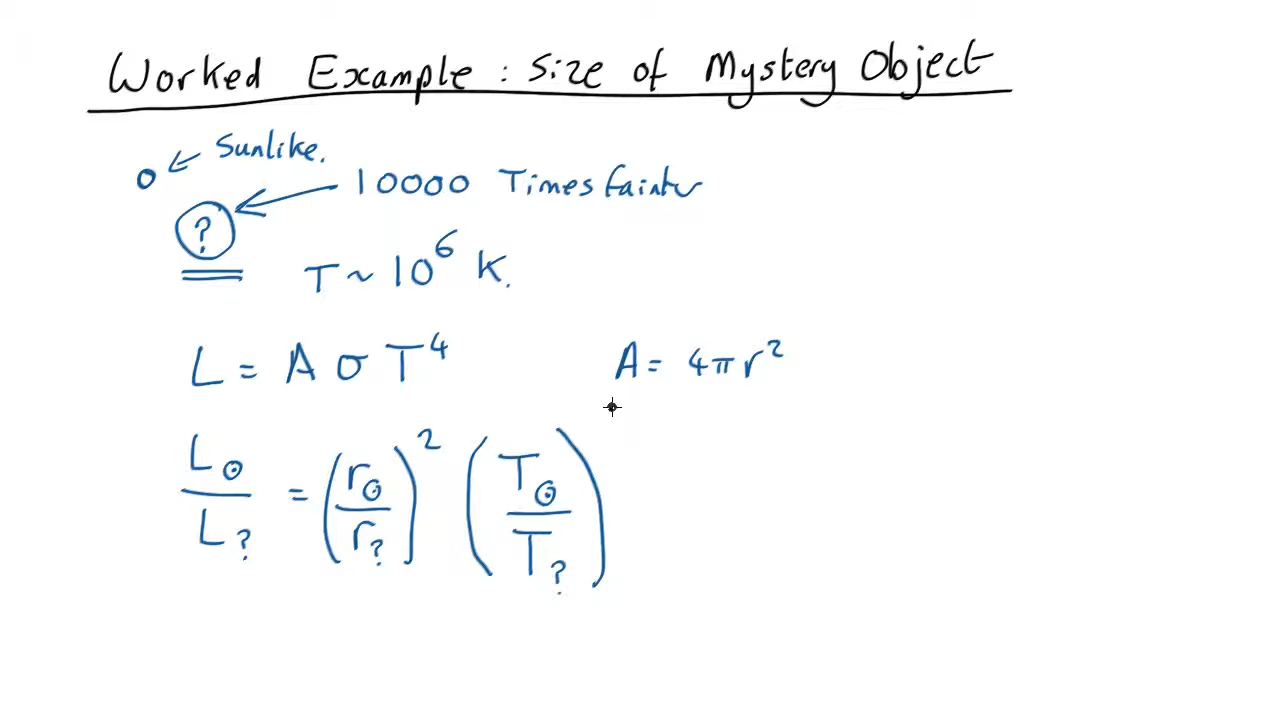 Worked Example : Size of Mystery Object
Sunlike.
10000 Times fainter
?
T ~ 10⁶ K.
L = A σ T⁴
A = 4πr²
L☉/L? = (r☉/r?)² (T☉/T?)